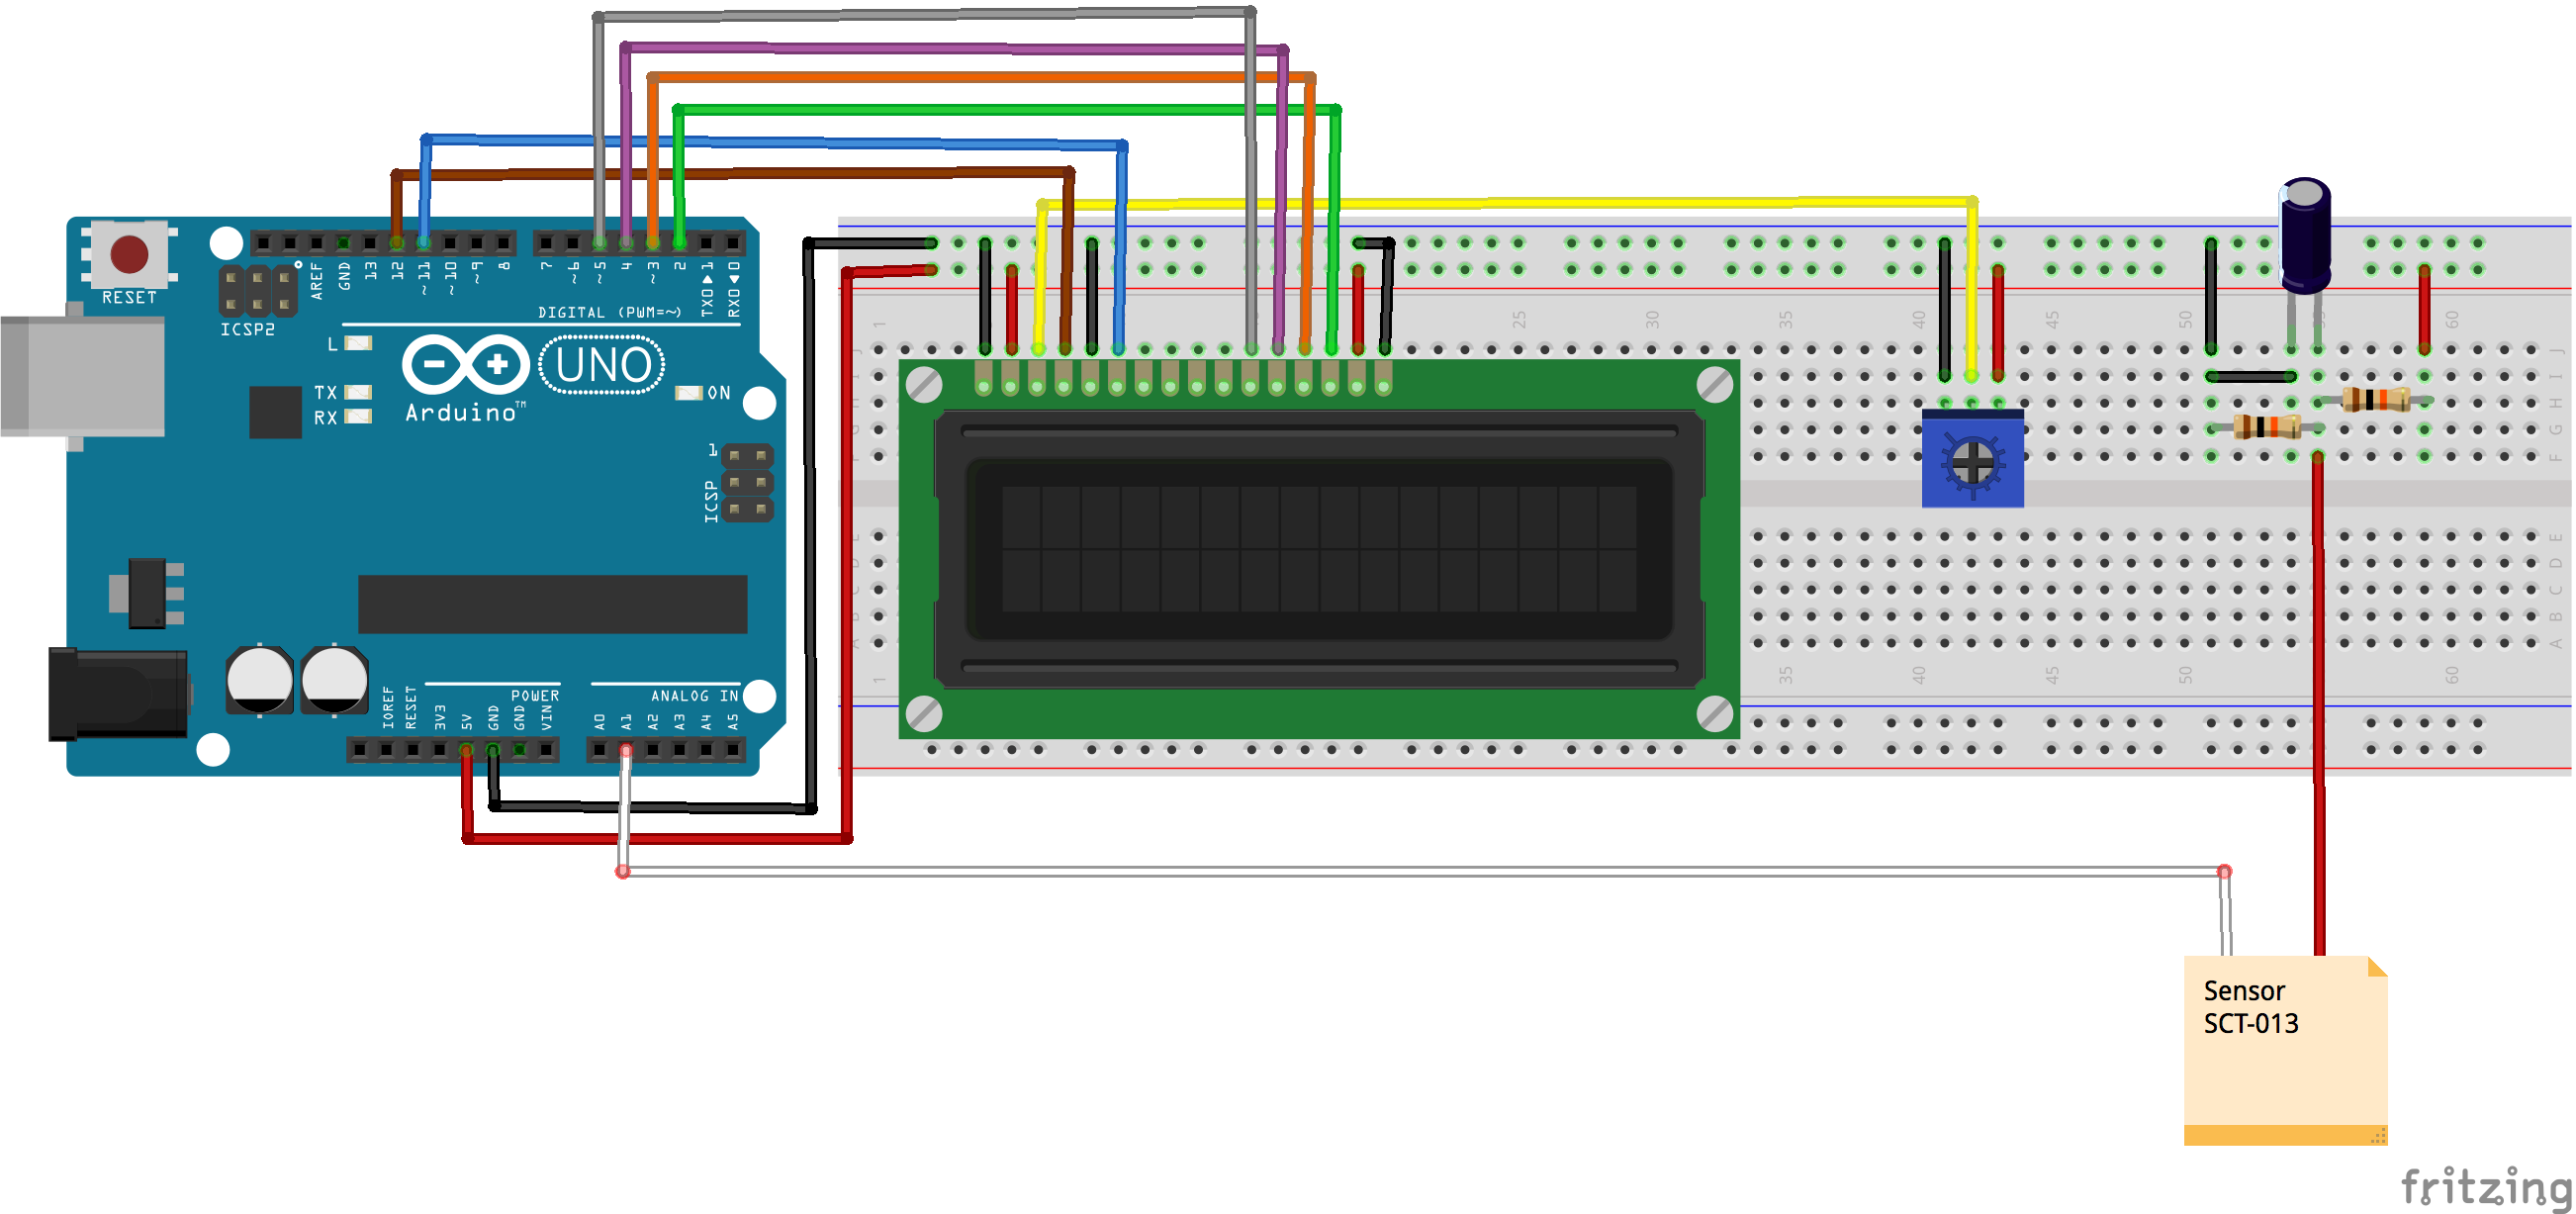 RESET
ICSP2
AREF
GND
13
12
~11
~10
~9
8
7
~6
~5
4
~3
2
TX0▶1
RX0◀0
DIGITAL (PWM=~)
L
TX
RX
UNO
Arduino™
ON
1
ICSP
IOREF
RESET
3V3
5V
GND
GND
VIN
POWER
A0
A1
A2
A3
A4
A5
ANALOG IN
1
25
30
35
40
45
50
60
J
I
H
G
F
E
D
C
B
A
1
35
40
45
50
60
Sensor
SCT-013
fritzing